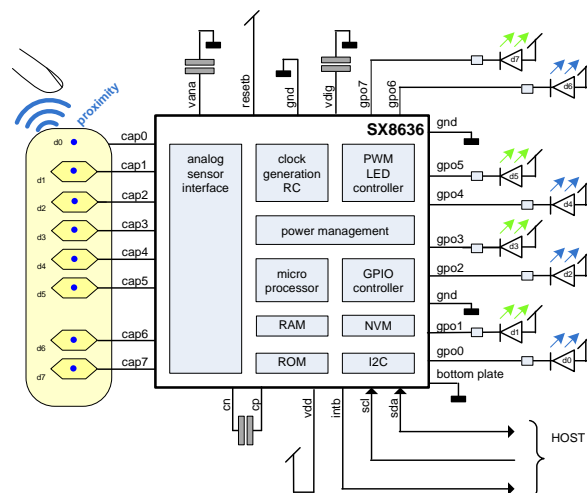 proximity
vana
resetb
gnd
vdig
gpo7
gpo6
d7
d6
SX8636
d0
cap0
d1
cap1
d2
cap2
d3
cap3
d4
cap4
d5
cap5
d6
cap6
d7
cap7
analog
sensor
interface
clock
generation
RC
PWM
LED
controller
power management
micro
processor
GPIO
controller
RAM
NVM
ROM
I2C
gnd
gpo5
d5
gpo4
d4
gpo3
d3
gpo2
d2
gnd
gpo1
d1
gpo0
d0
bottom plate
cn
cp
vdd
intb
scl
sda
HOST